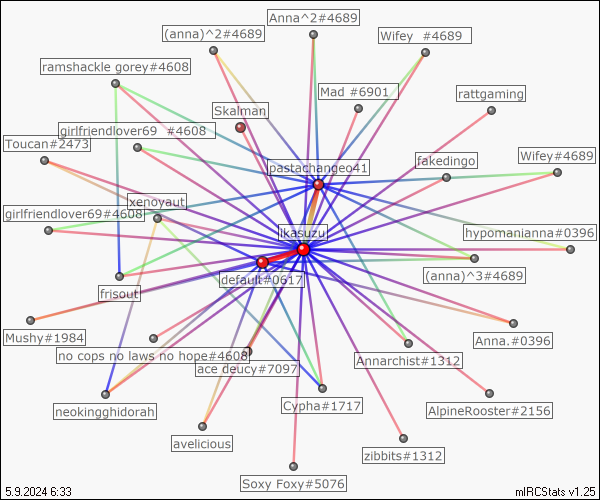 Anna^2#4689
(anna)^2#4689
Wifey   #4689
ramshackle gorey#4608
Mad #6901
rattgaming
Skalman
girlfriendlover69  #4608
Toucan#2473
fakedingo
Wifey#4689
pastachangeo41
xenoyaut
girlfriendlover69#4608
ikasuzu
hypomanianna#0396
(anna)^3#4689
default#0617
frisout
Mushy#1984
Anna.#0396
no cops no laws no hope#4608
Annarchist#1312
ace deucy#7097
neokingghidorah
Cypha#1717
AlpineRooster#2156
avelicious
zibbits#1312
Soxy Foxy#5076
5.9.2024 6:33
mIRCStats v1.25